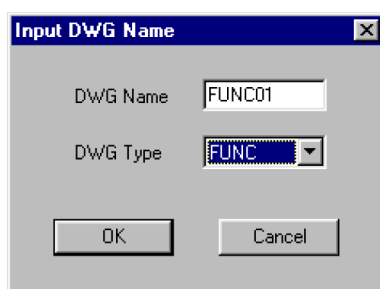 Input DWG Name
DWG Name FUNC01
DWG Type FUNC
OK Cancel